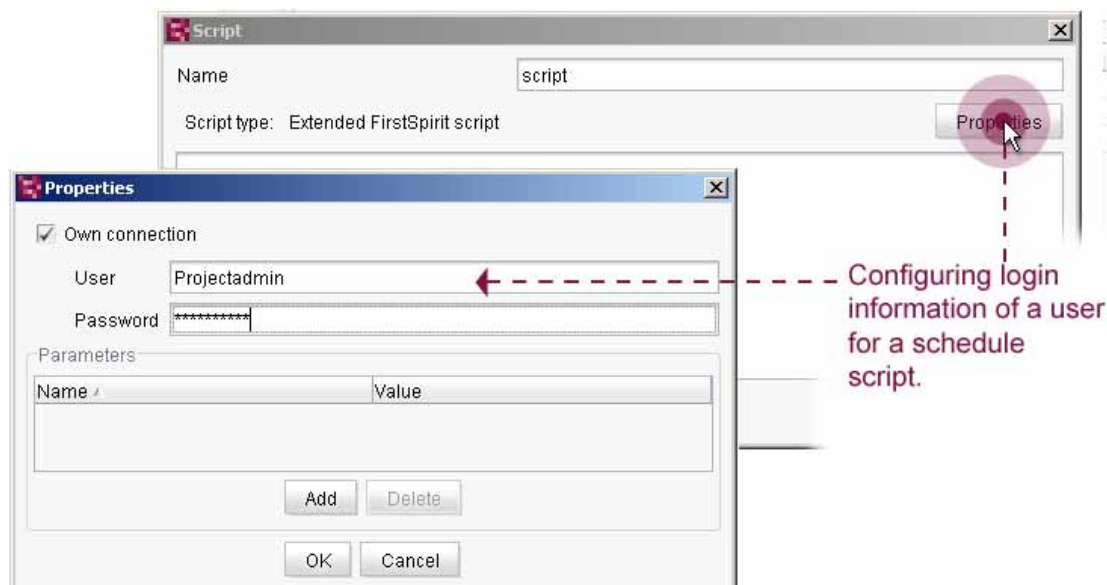 Script
Name script
Script type: Extended FirstSpirit script Properties
Properties
Own connection
User Projectadmin
Password **********
Parameters
Name Value
Add Delete
OK Cancel
Configuring login
information of a user
for a schedule
script.